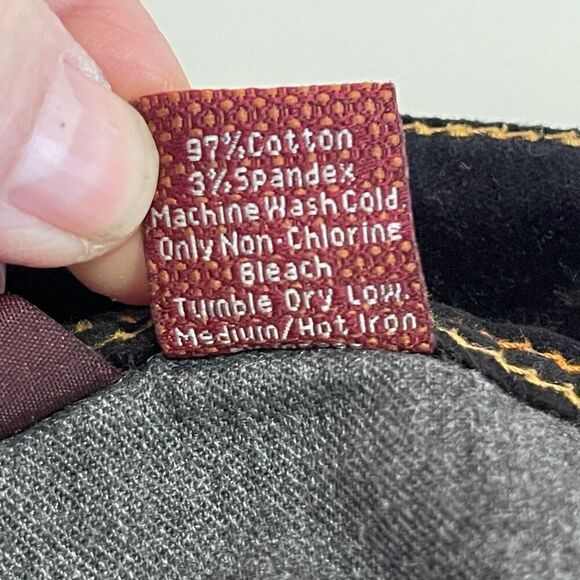 97% Cotton
3% Spandex
Machine Wash Cold.
Only Non-Chlorine
Bleach
Tumble Dry Low.
Medium/Hot Iron